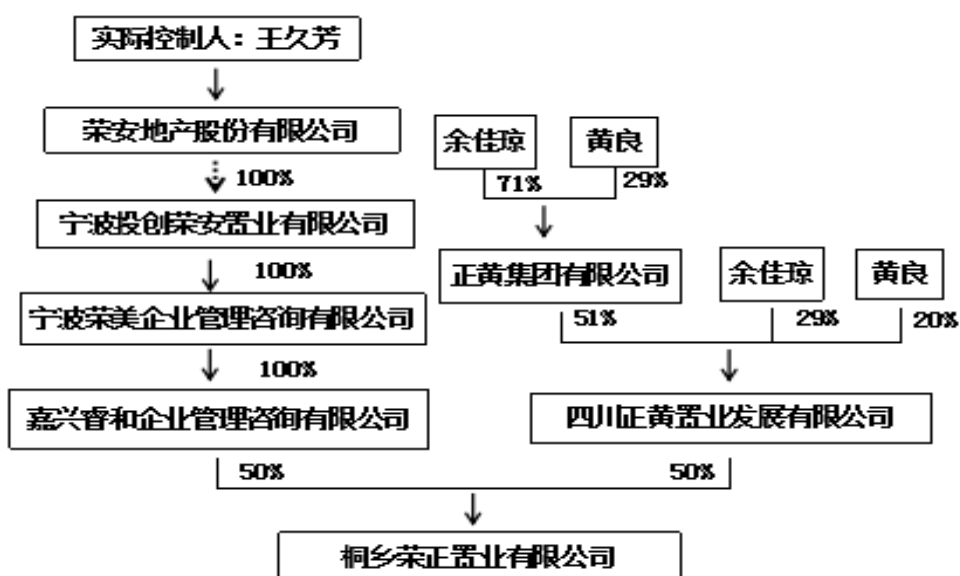 实际控制人：王久芳
荣安地产股份有限公司
余佳琼
黄良
100%
71%
29%
宁波投创荣安置业有限公司
100%
正黄集团有限公司
余佳琼
黄良
宁波荣美企业管理咨询有限公司
51%
29%
20%
100%
嘉兴睿和企业管理咨询有限公司
四川正黄置业发展有限公司
50%
50%
桐乡荣正置业有限公司